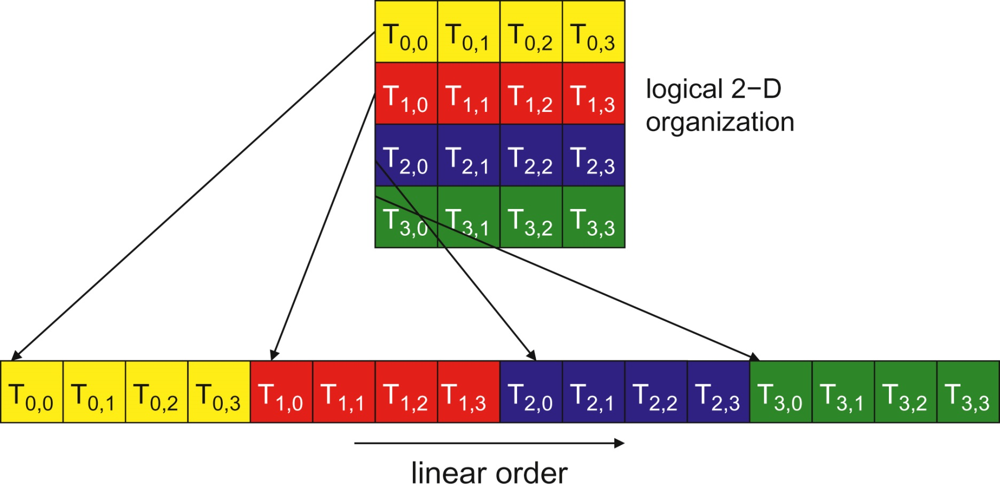 T0,0 T0,1 T0,2 T0,3
T1,0 T1,1 T1,2 T1,3
T2,0 T2,1 T2,2 T2,3
T3,0 T3,1 T3,2 T3,3
logical 2−D
organization
T0,0 T0,1 T0,2 T0,3 T1,0 T1,1 T1,2 T1,3 T2,0 T2,1 T2,2 T2,3 T3,0 T3,1 T3,2 T3,3
linear order